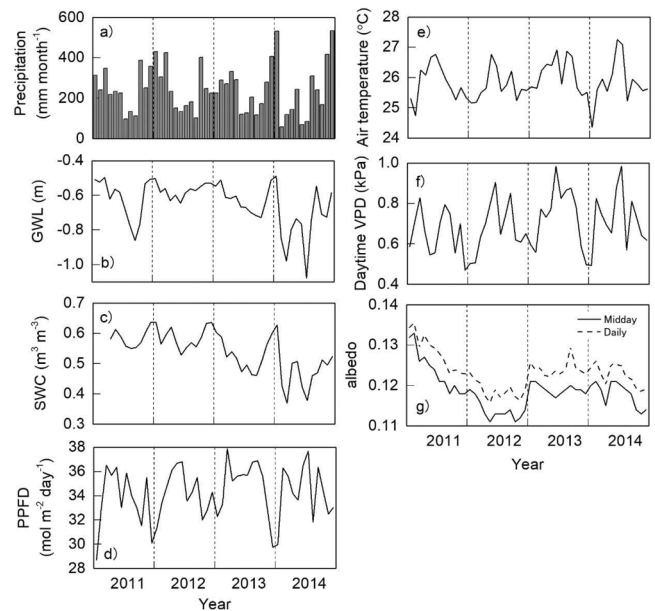 a)
Precipitation
(mm month-1)
600
400
200
0
b)
GWL (m)
-0.4
-0.6
-0.8
-1.0
c)
SWC (m3 m-3)
0.7
0.6
0.5
0.4
0.3
d)
PPFD
(mol m-2 day-1)
38
36
34
32
30
28
2011 2012 2013 2014
Year
e)
Air temperature (°C)
28
27
26
25
24
f)
Daytime VPD (kPa)
1.0
0.8
0.6
0.4
g)
albedo
0.14
0.13
0.12
0.11
Midday
Daily
2011 2012 2013 2014
Year